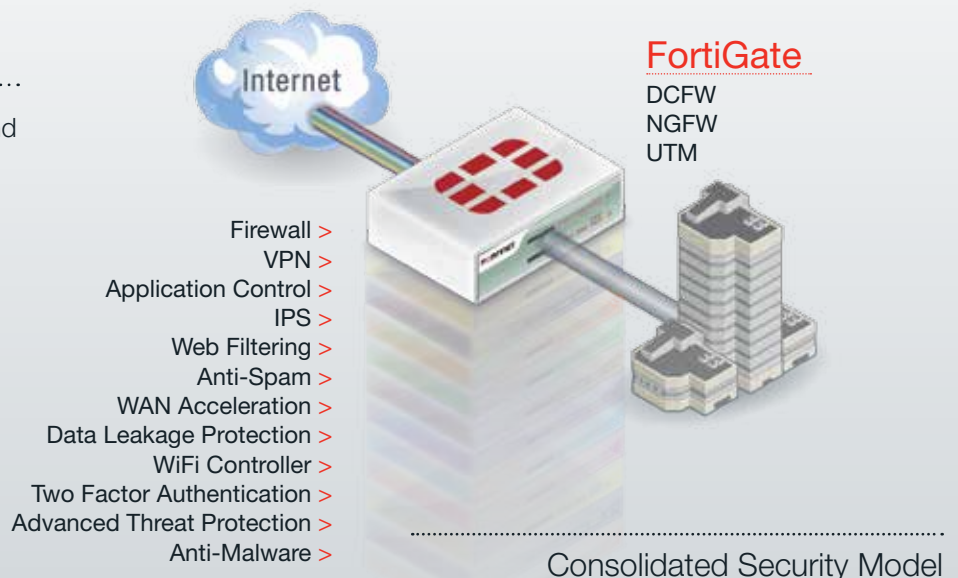 ...
d
Internet
FortiGate
DCFW
NGFW
UTM
Firewall >
VPN >
Application Control >
IPS >
Web Filtering >
Anti-Spam >
WAN Acceleration >
Data Leakage Protection >
WiFi Controller >
Two Factor Authentication >
Advanced Threat Protection >
Anti-Malware >
Consolidated Security Model